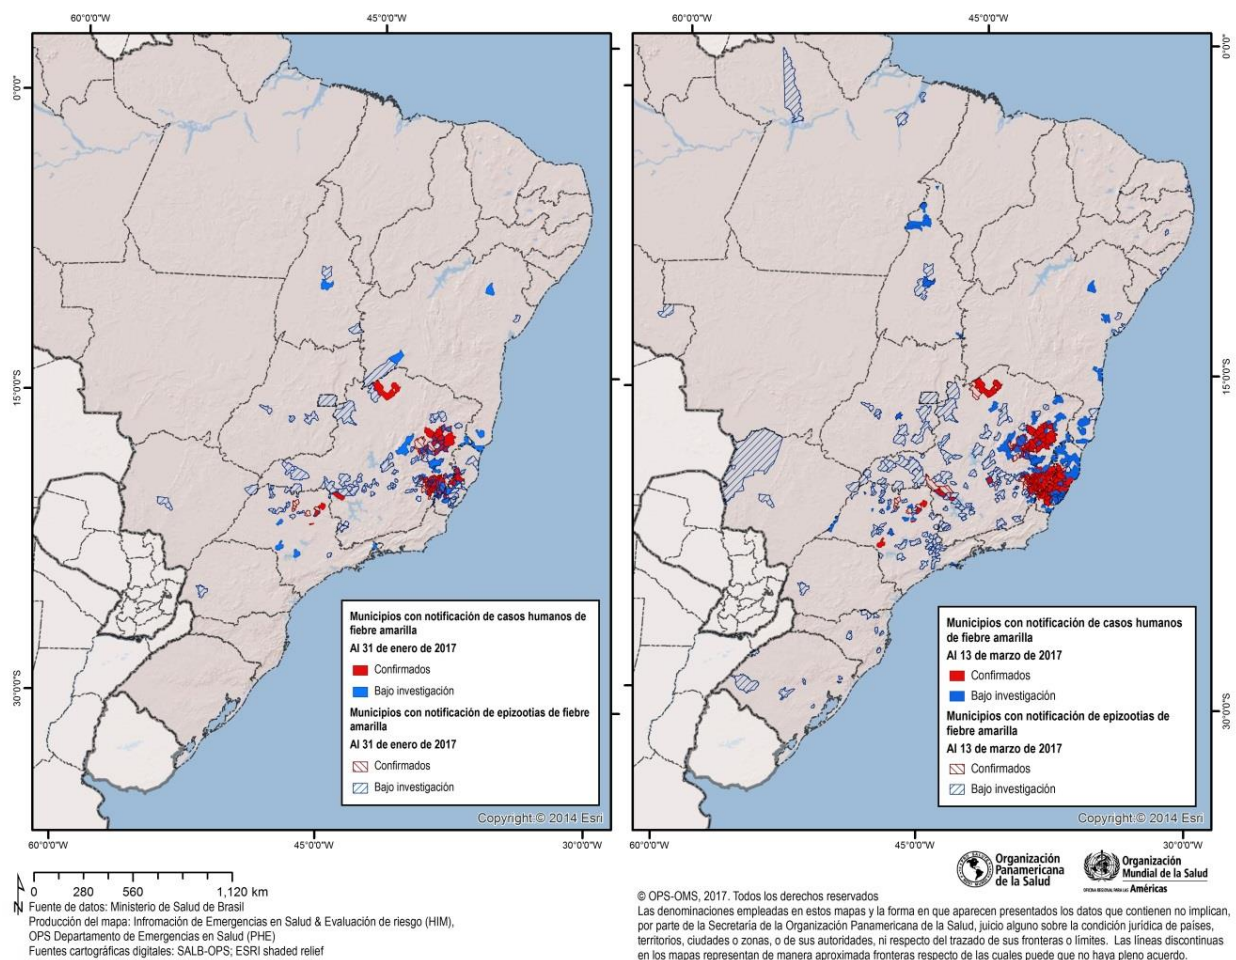 60°0'0"W
45°0'0"W
60°0'0"W
45°0'0"W
0°0'0"
15°0'0"S
30°0'0"S
0°0'0"
15°0'0"S
30°0'0"S
Municipios con notificación de casos humanos de
fiebre amarilla
Al 31 de enero de 2017
Confirmados
Bajo investigación
Municipios con notificación de epizootias de fiebre
amarilla
Al 31 de enero de 2017
Confirmados
Bajo investigación
Copyright:© 2014 Esri
Municipios con notificación de casos humanos
de fiebre amarilla
Al 13 de marzo de 2017
Confirmados
Bajo investigación
Municipios con notificación de epizootias de
fiebre amarilla
Al 13 de marzo de 2017
Confirmados
Bajo investigación
Copyright:© 2014 Esri
60°0'0"W
45°0'0"W
30°0'0"W
60°0'0"W
45°0'0"W
30°0'0"W
N
0 280 560 1,120 km
Fuente de datos: Ministerio de Salud de Brasil
Producción del mapa: Infromación de Emergencias en Salud & Evaluación de riesgo (HIM),
OPS Departamento de Emergencias en Salud (PHE)
Fuentes cartográficas digitales: SALB-OPS; ESRI shaded relief
Organización
Panamericana
de la Salud
Organización
Mundial de la Salud
OFICINA REGIONAL PARA LAS Américas
© OPS-OMS, 2017. Todos los derechos reservados
Las denominaciones empleadas en estos mapas y la forma en que aparecen presentados los datos que contienen no implican,
por parte de la Secretaría de la Organización Panamericana de la Salud, juicio alguno sobre la condición jurídica de países,
territorios, ciudades o zonas, o de sus autoridades, ni respecto del trazado de sus fronteras o límites. Las líneas discontinuas
en los mapas representan de manera aproximada fronteras respecto de las cuales puede que no haya pleno acuerdo.